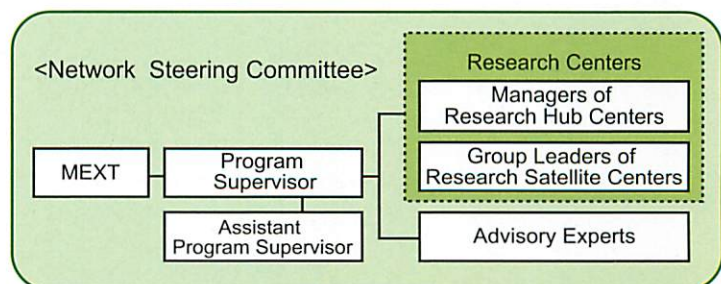 <Network Steering Committee>
Research Centers
Managers of
Research Hub Centers
Group Leaders of
Research Satellite Centers
MEXT
Program
Supervisor
Assistant
Program Supervisor
Advisory Experts